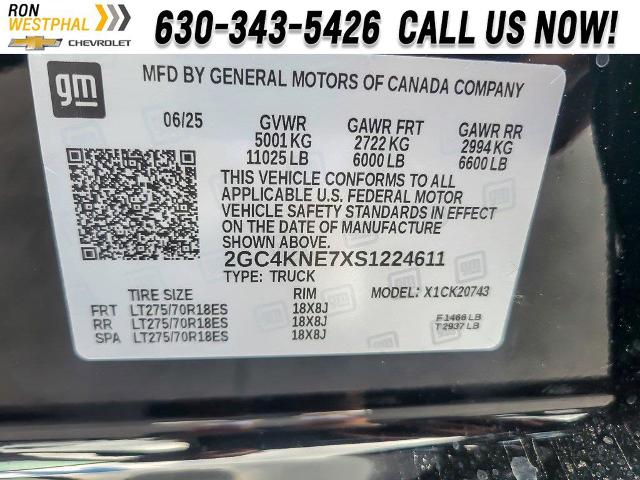 RON
WESTPHAL
CHEVROLET
630-343-5426 CALL US NOW!
gm
MFD BY GENERAL MOTORS OF CANADA COMPANY
06/25 GVWR GAWR FRT GAWR RR
5001 KG 2722 KG 2994 KG
11025 LB 6000 LB 6600 LB
THIS VEHICLE CONFORMS TO ALL
APPLICABLE U.S. FEDERAL MOTOR
VEHICLE SAFETY STANDARDS IN EFFECT
ON THE DATE OF MANUFACTURE
2GC4KNE7XS1224611
TYPE: TRUCK
TIRE SIZE RIM MODEL: X1CK20743
FRT LT275/70R18ES 18X8J
RR LT275/70R18ES 18X8J
SPA LT275/70R18ES 18X8J
F 1466 LB
T 2937 LB